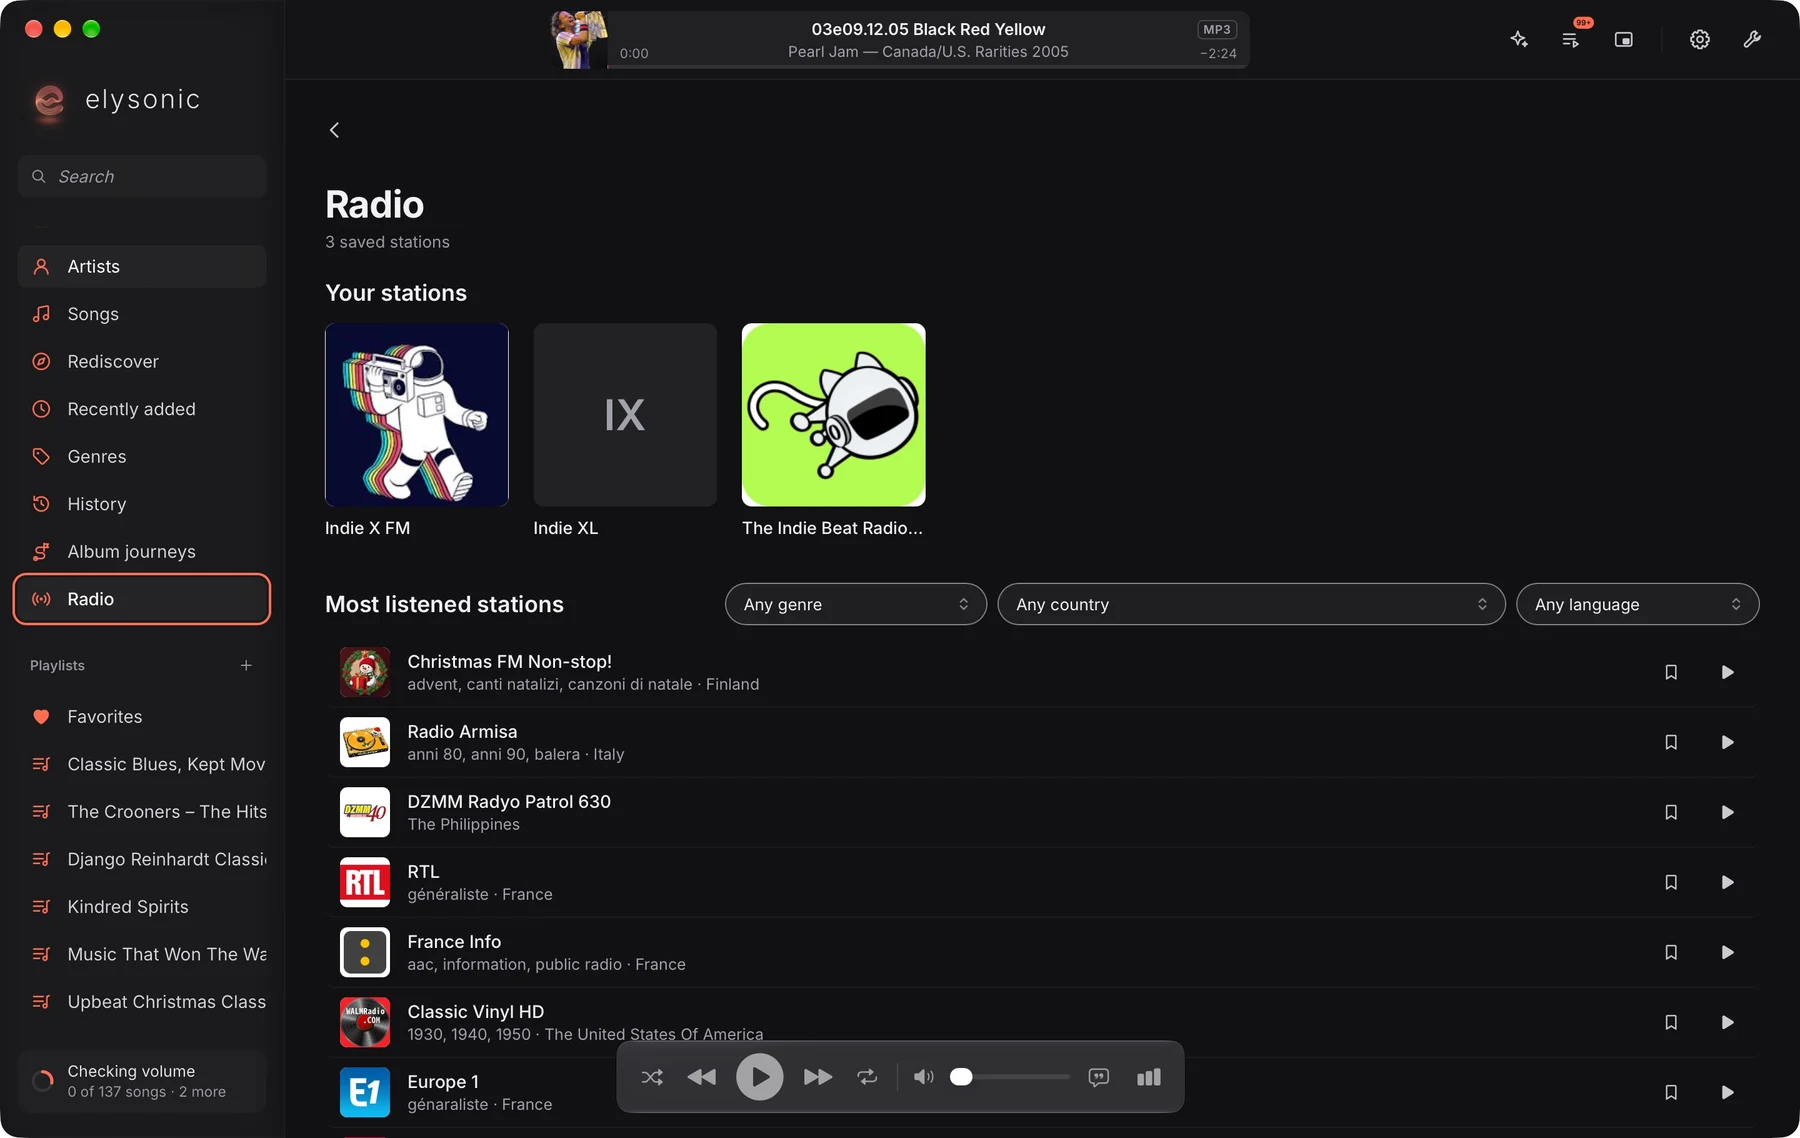 03e09.12.05 Black Red Yellow
MP3
0:00
Pearl Jam — Canada/U.S. Rarities 2005
−2:24
99+
elysonic
Search
Artists
Songs
Rediscover
Recently added
Genres
History
Album journeys
Radio
Playlists
Favorites
Classic Blues, Kept Mov
The Crooners – The Hits
Django Reinhardt Classi
Kindred Spirits
Music That Won The Wa
Upbeat Christmas Class
Checking volume
0 of 137 songs · 2 more
Radio
3 saved stations
Your stations
IX
Indie X FM
Indie XL
The Indie Beat Radio...
Most listened stations
Any genre
Any country
Any language
Christmas FM Non-stop!
advent, canti natalizi, canzoni di natale · Finland
Radio Armisa
anni 80, anni 90, balera · Italy
DZMM 40
DZMM Radyo Patrol 630
The Philippines
RTL
RTL
généraliste · France
France Info
aac, information, public radio · France
WALMRadio
.COM
Classic Vinyl HD
1930, 1940, 1950 · The United States Of America
E1
Europe 1
génaraliste · France